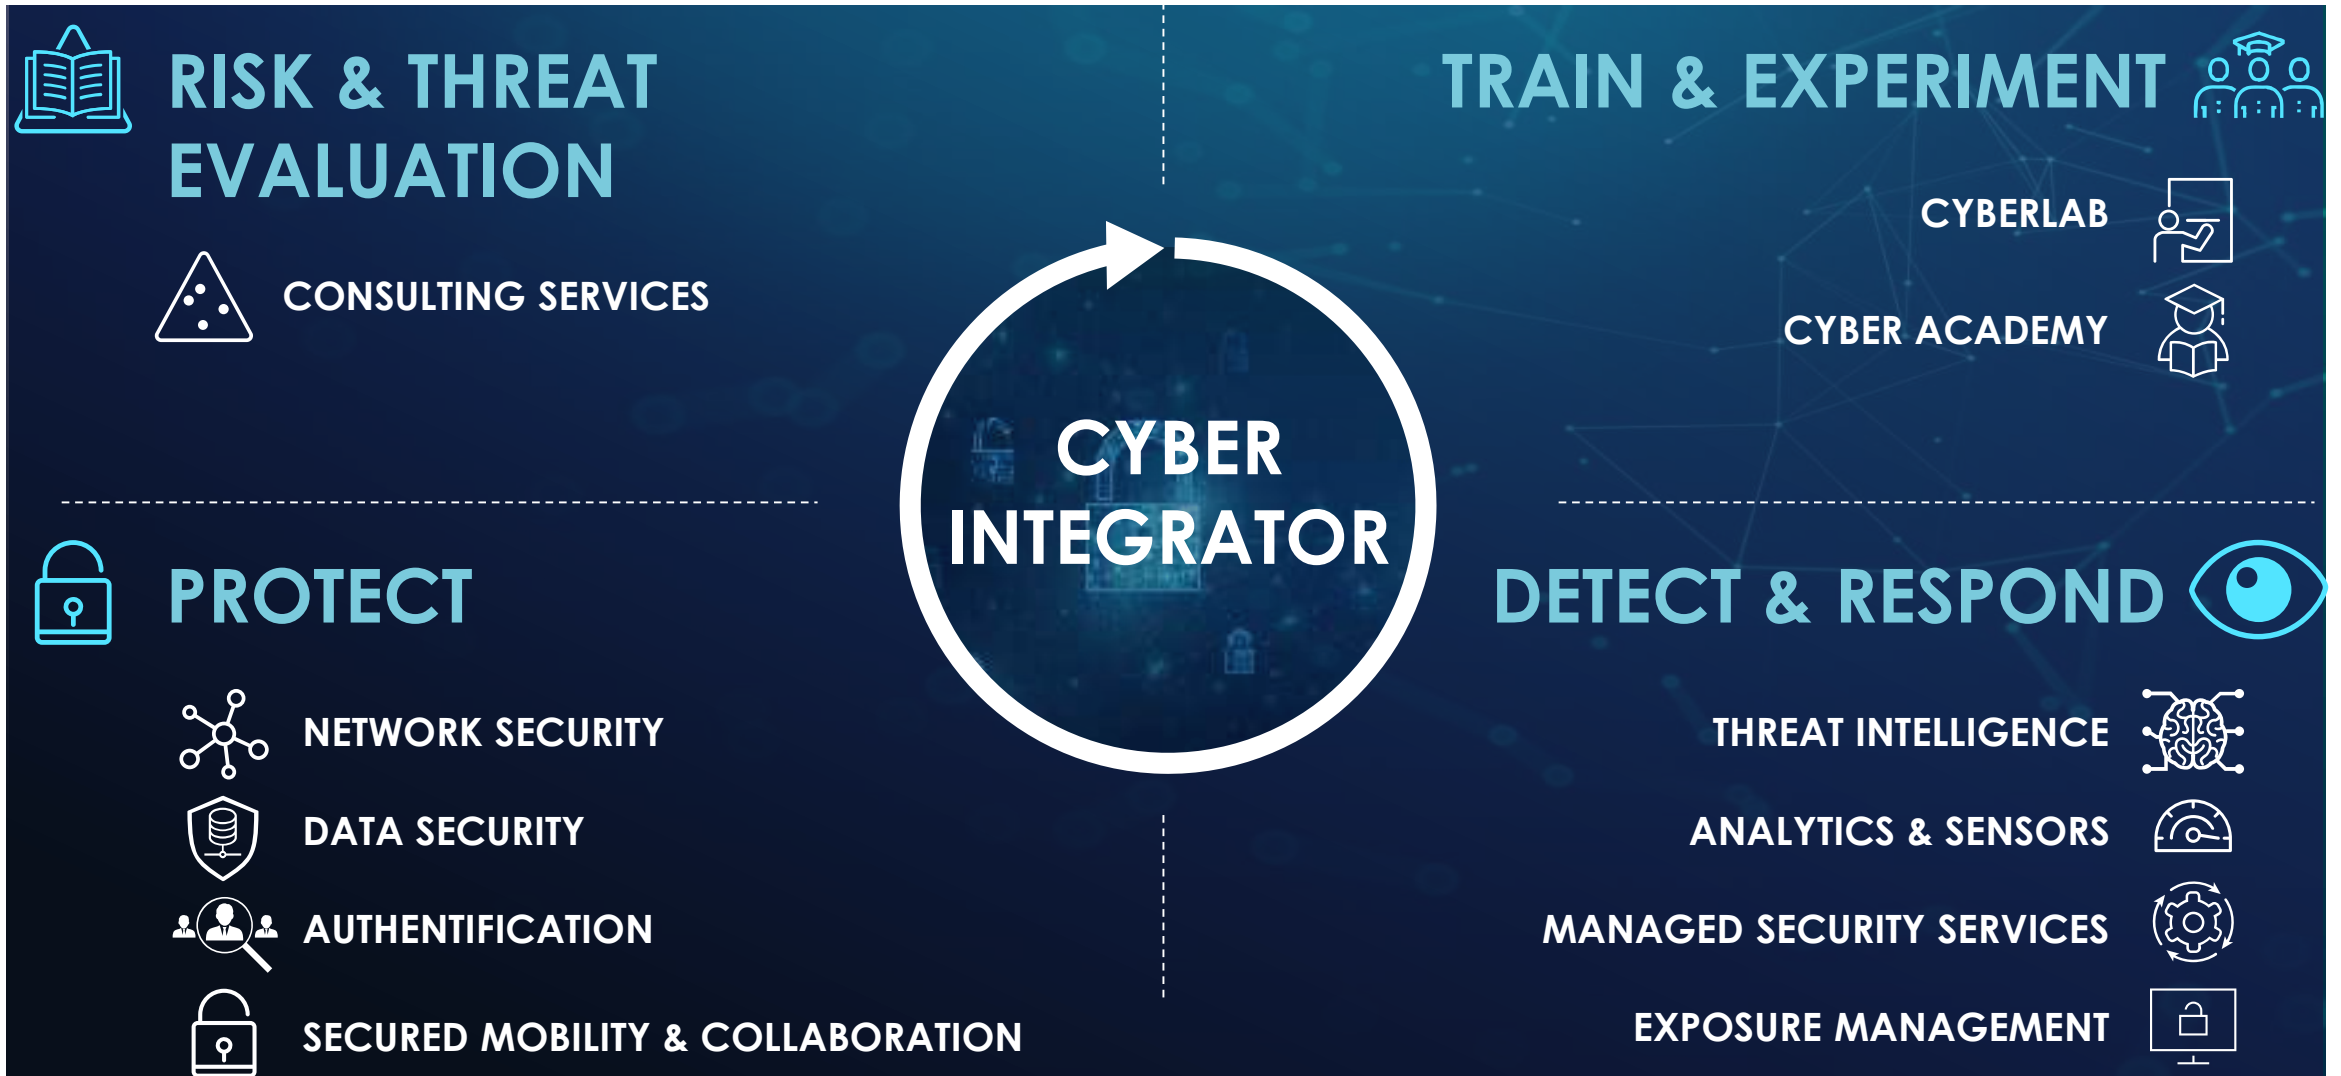 RISK & THREAT
EVALUATION
CONSULTING SERVICES
TRAIN & EXPERIMENT
CYBERLAB
CYBER ACADEMY
CYBER
INTEGRATOR
PROTECT
NETWORK SECURITY
DATA SECURITY
AUTHENTIFICATION
SECURED MOBILITY & COLLABORATION
DETECT & RESPOND
THREAT INTELLIGENCE
ANALYTICS & SENSORS
MANAGED SECURITY SERVICES
EXPOSURE MANAGEMENT